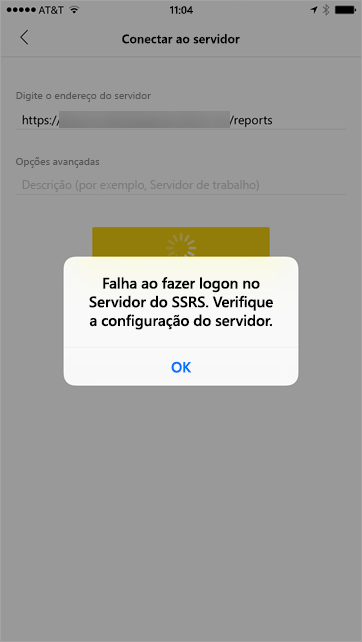 AT&T 11:04
Conectar ao servidor
Digite o endereço do servidor
https:// /reports
Opções avançadas
Descrição (por exemplo, Servidor de trabalho)
Falha ao fazer logon no
Servidor do SSRS. Verifique
a configuração do servidor.
OK